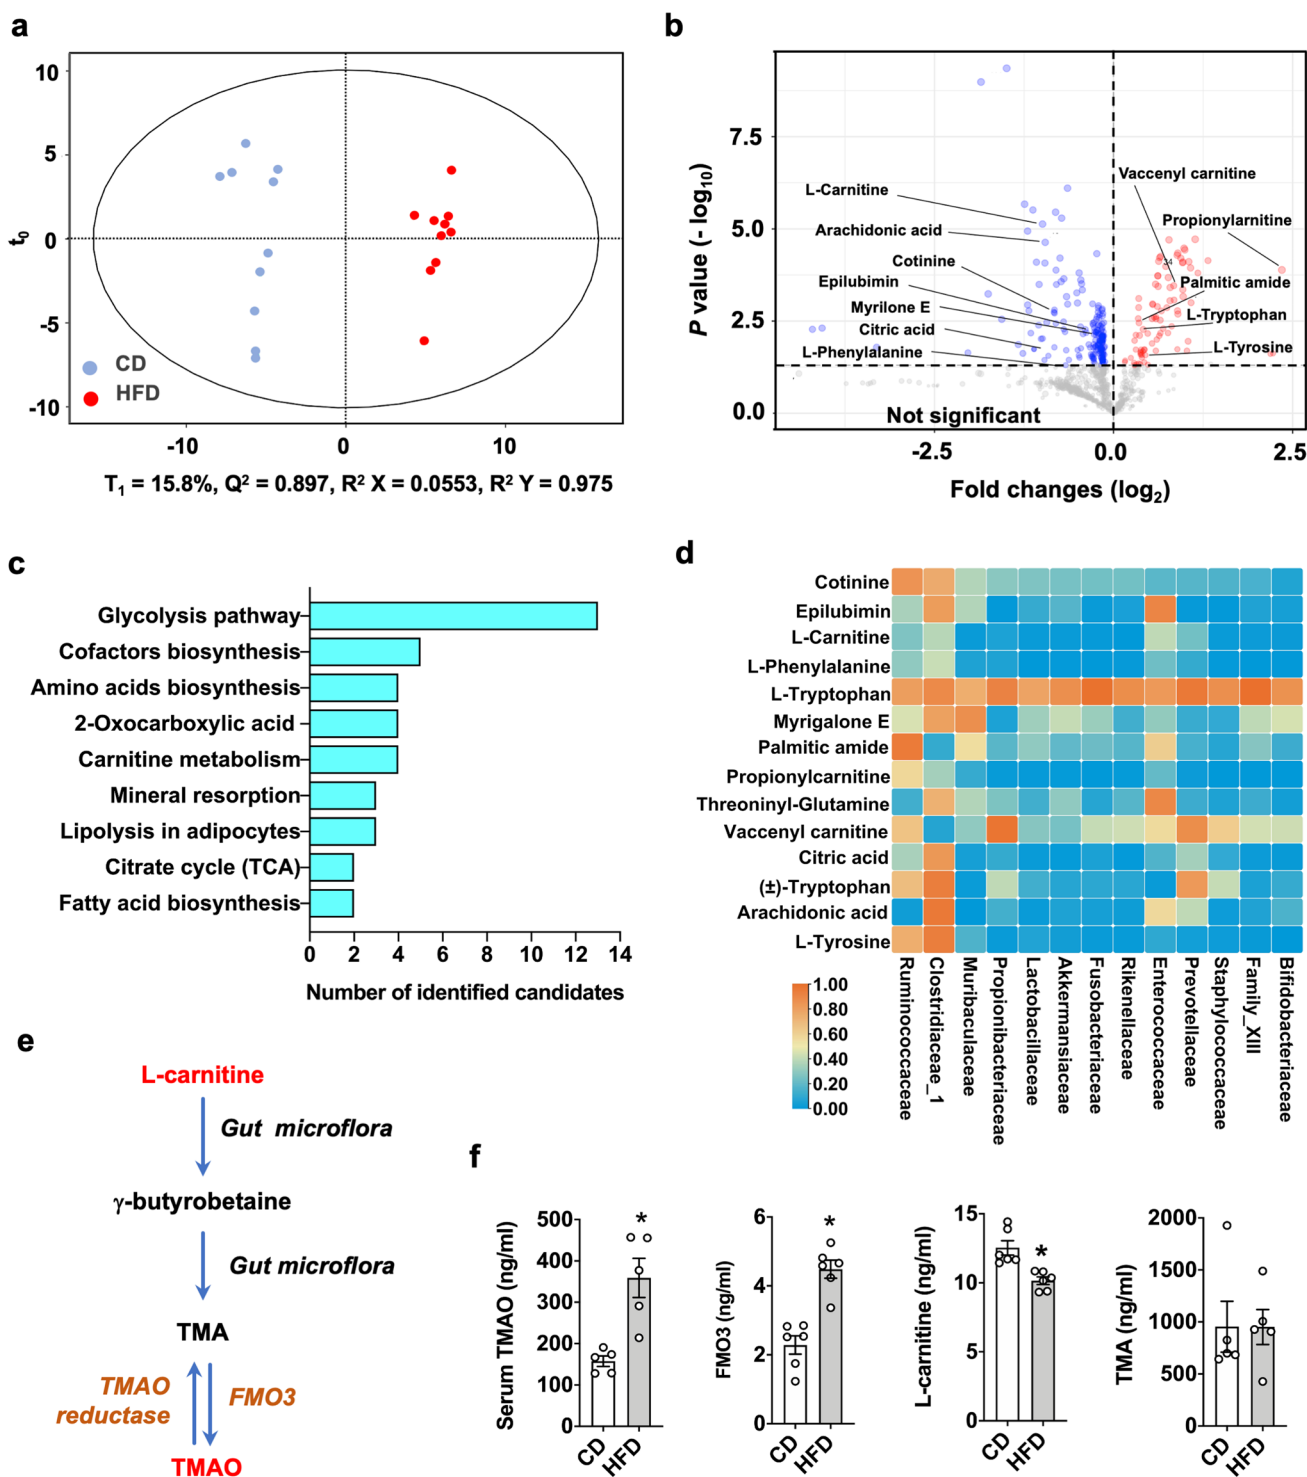 a
10
5
0
-5
-10
t0
CD
HFD
-10 0 10
T1 = 15.8%, Q2 = 0.897, R2 X = 0.0553, R2 Y = 0.975
b
P value (- log10)
7.5
5.0
2.5
0.0
L-Carnitine
Arachidonic acid
Cotinine
Epilubimin
Myrilone E
Citric acid
L-Phenylalanine
Vaccenyl carnitine
Propionylarnitine
34
Palmitic amide
L-Tryptophan
L-Tyrosine
Not significant
-2.5 0.0 2.5
Fold changes (log2)
c
Glycolysis pathway
Cofactors biosynthesis
Amino acids biosynthesis
2-Oxocarboxylic acid
Carnitine metabolism
Mineral resorption
Lipolysis in adipocytes
Citrate cycle (TCA)
Fatty acid biosynthesis
0 2 4 6 8 10 12 14
Number of identified candidates
d
Cotinine
Epilubimin
L-Carnitine
L-Phenylalanine
L-Tryptophan
Myrigalone E
Palmitic amide
Propionylcarnitine
Threoninyl-Glutamine
Vaccenyl carnitine
Citric acid
(±)-Tryptophan
Arachidonic acid
L-Tyrosine
Ruminococcaceae
Clostridiaceae_1
Muribaculaceae
Propionibacteriaceae
Lactobacillaceae
Akkermansiaceae
Fusobacteriaceae
Rikenellaceae
Enterococcaceae
Prevotellaceae
Staphylococcaceae
Family_XIII
Bifidobacteriaceae
1.00
0.80
0.60
0.40
0.20
0.00
e
L-carnitine
Gut microflora
γ-butyrobetaine
Gut microflora
TMA
TMAO
reductase
FMO3
TMAO
f
Serum TMAO (ng/ml)
500
400
300
200
100
0
*
CD
HFD
FMO3 (ng/ml)
6
4
2
0
*
CD
HFD
L-carnitine (ng/ml)
15
10
5
0
*
CD
HFD
TMA (ng/ml)
2000
1500
1000
500
0
CD
HFD